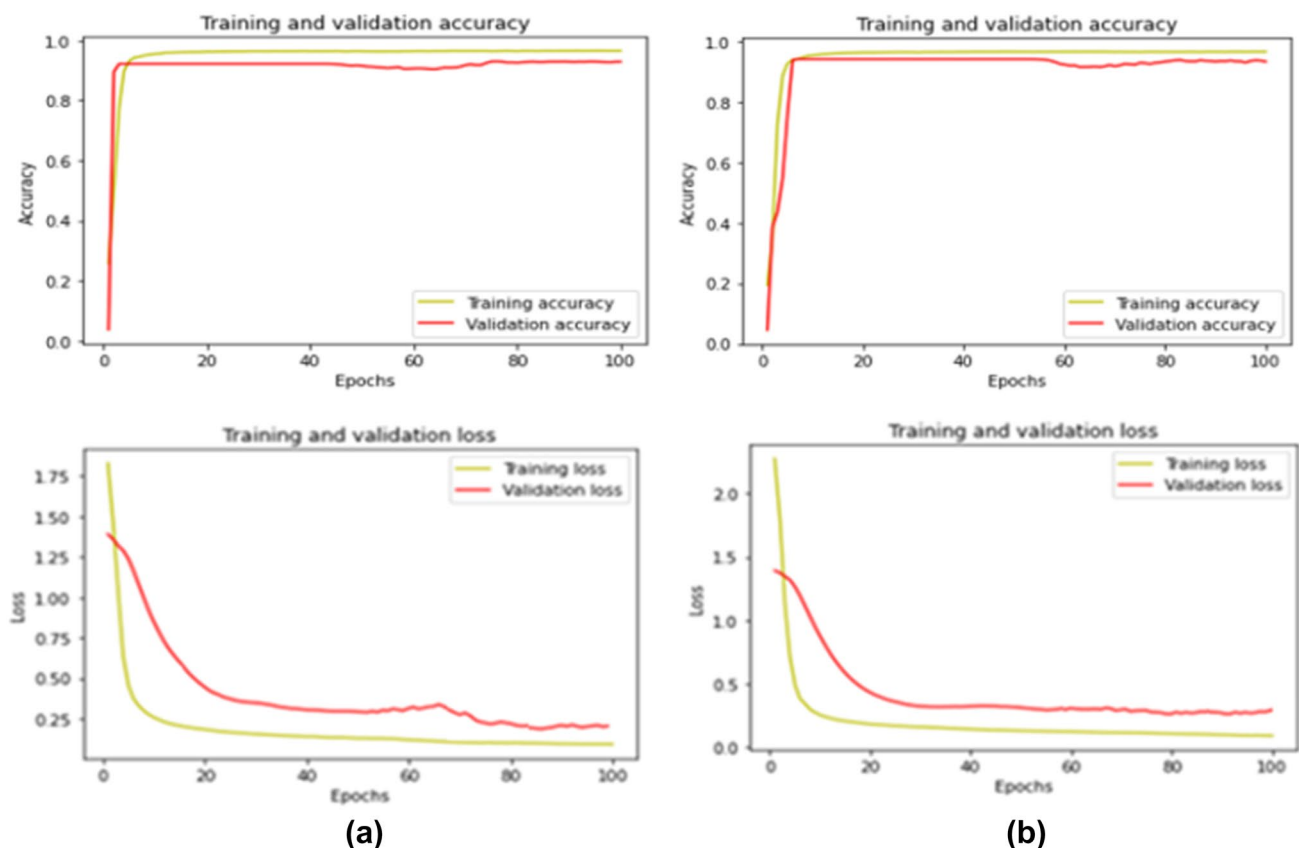 Training and validation accuracy
1.0
0.8
0.6
0.4
0.2
0.0
Accuracy
Training accuracy
Validation accuracy
0 20 40 60 80 100
Epochs
Training and validation accuracy
1.0
0.8
0.6
0.4
0.2
0.0
Accuracy
Training accuracy
Validation accuracy
0 20 40 60 80 100
Epochs
Training and validation loss
1.75
1.50
1.25
1.00
0.75
0.50
0.25
Loss
Training loss
Validation loss
0 20 40 60 80 100
Epochs
Training and validation loss
2.0
1.5
1.0
0.5
0.0
Loss
Training loss
Validation loss
0 20 40 60 80 100
Epochs
(a)
(b)